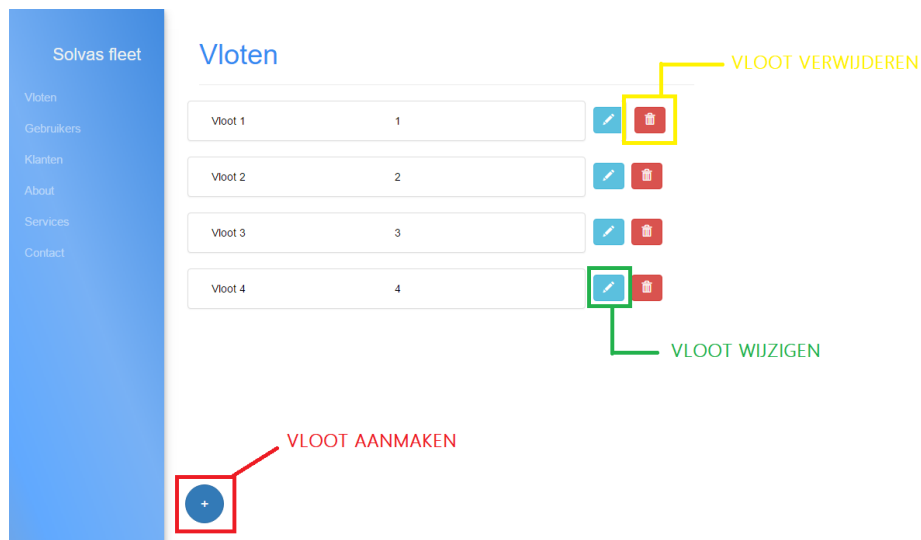 Solvas fleet
Vloten
Gebruikers
Klanten
About
Services
Contact
Vloten
VLOOT VERWIJDEREN
Vloot 1 1
Vloot 2 2
Vloot 3 3
Vloot 4 4
VLOOT WIJZIGEN
VLOOT AANMAKEN
+